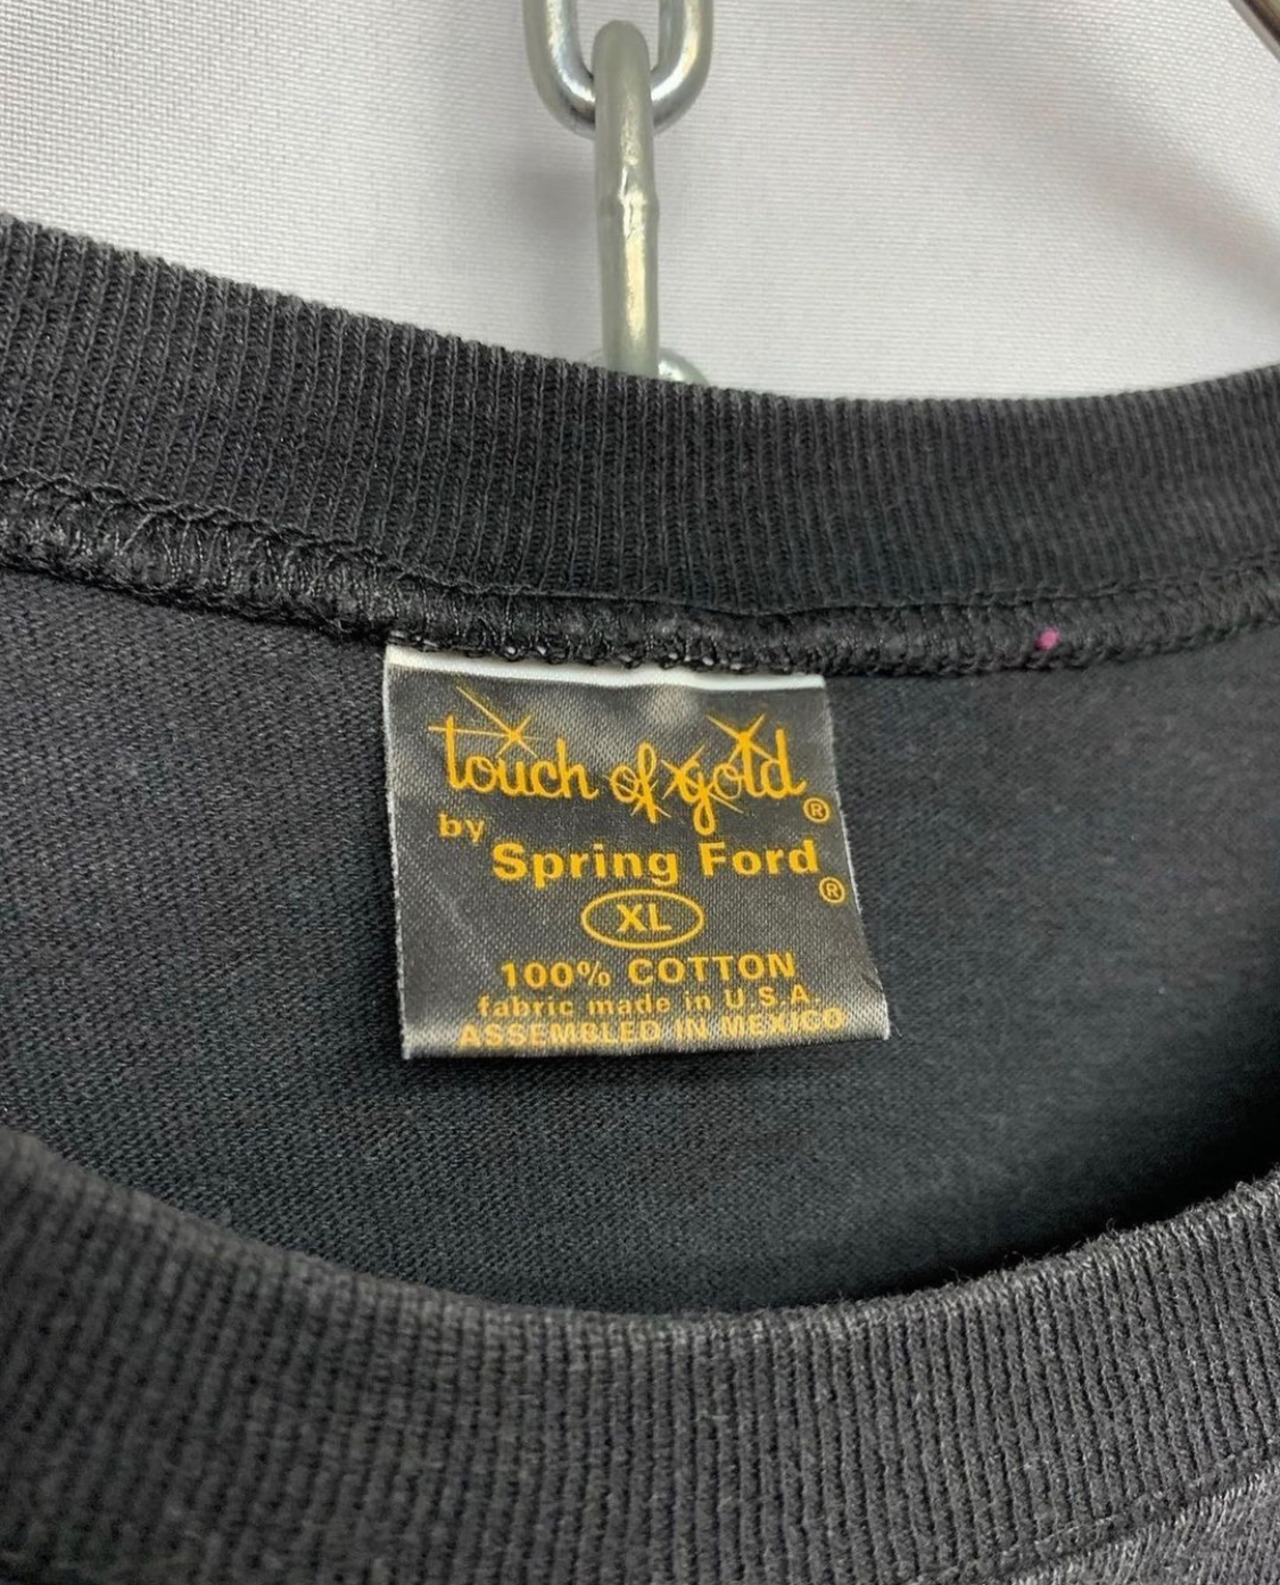 touch of gold®
by
Spring Ford®
XL
100% COTTON
fabric made in U.S.A.
ASSEMBLED IN MEXICO